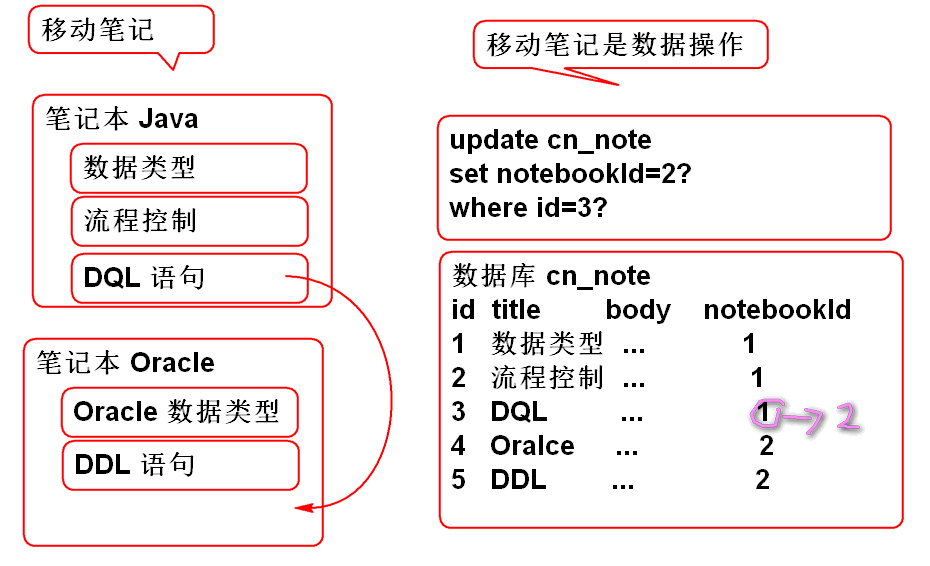 移动笔记
笔记本 Java
数据类型
流程控制
DQL 语句
笔记本 Oracle
Oracle 数据类型
DDL 语句
移动笔记是数据操作
update cn_note
set notebookId=2?
where id=3?
数据库 cn_note
id title body notebookId
1 数据类型 ... 1
2 流程控制 ... 1
3 DQL ... 1 → 2
4 Oralce ... 2
5 DDL ... 2